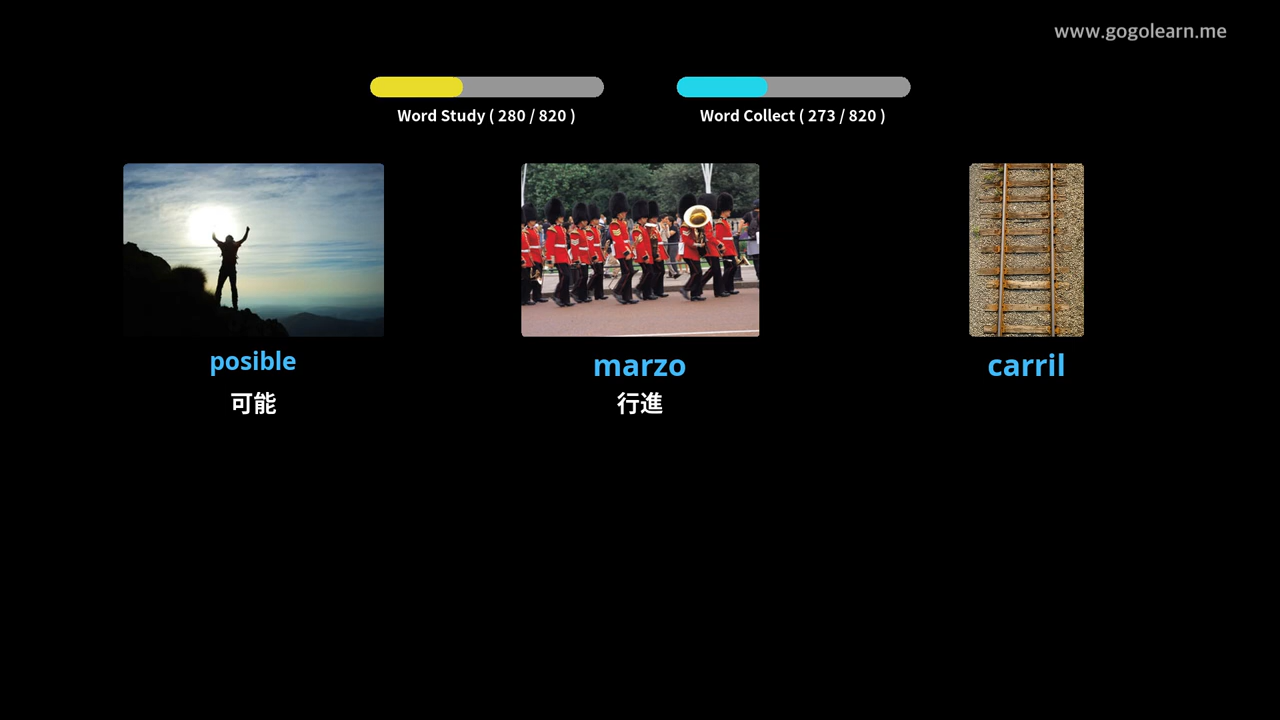 www.gogolearn.me
Word Study ( 280 / 820 )
Word Collect ( 273 / 820 )
posible
marzo
carril
可能
行進